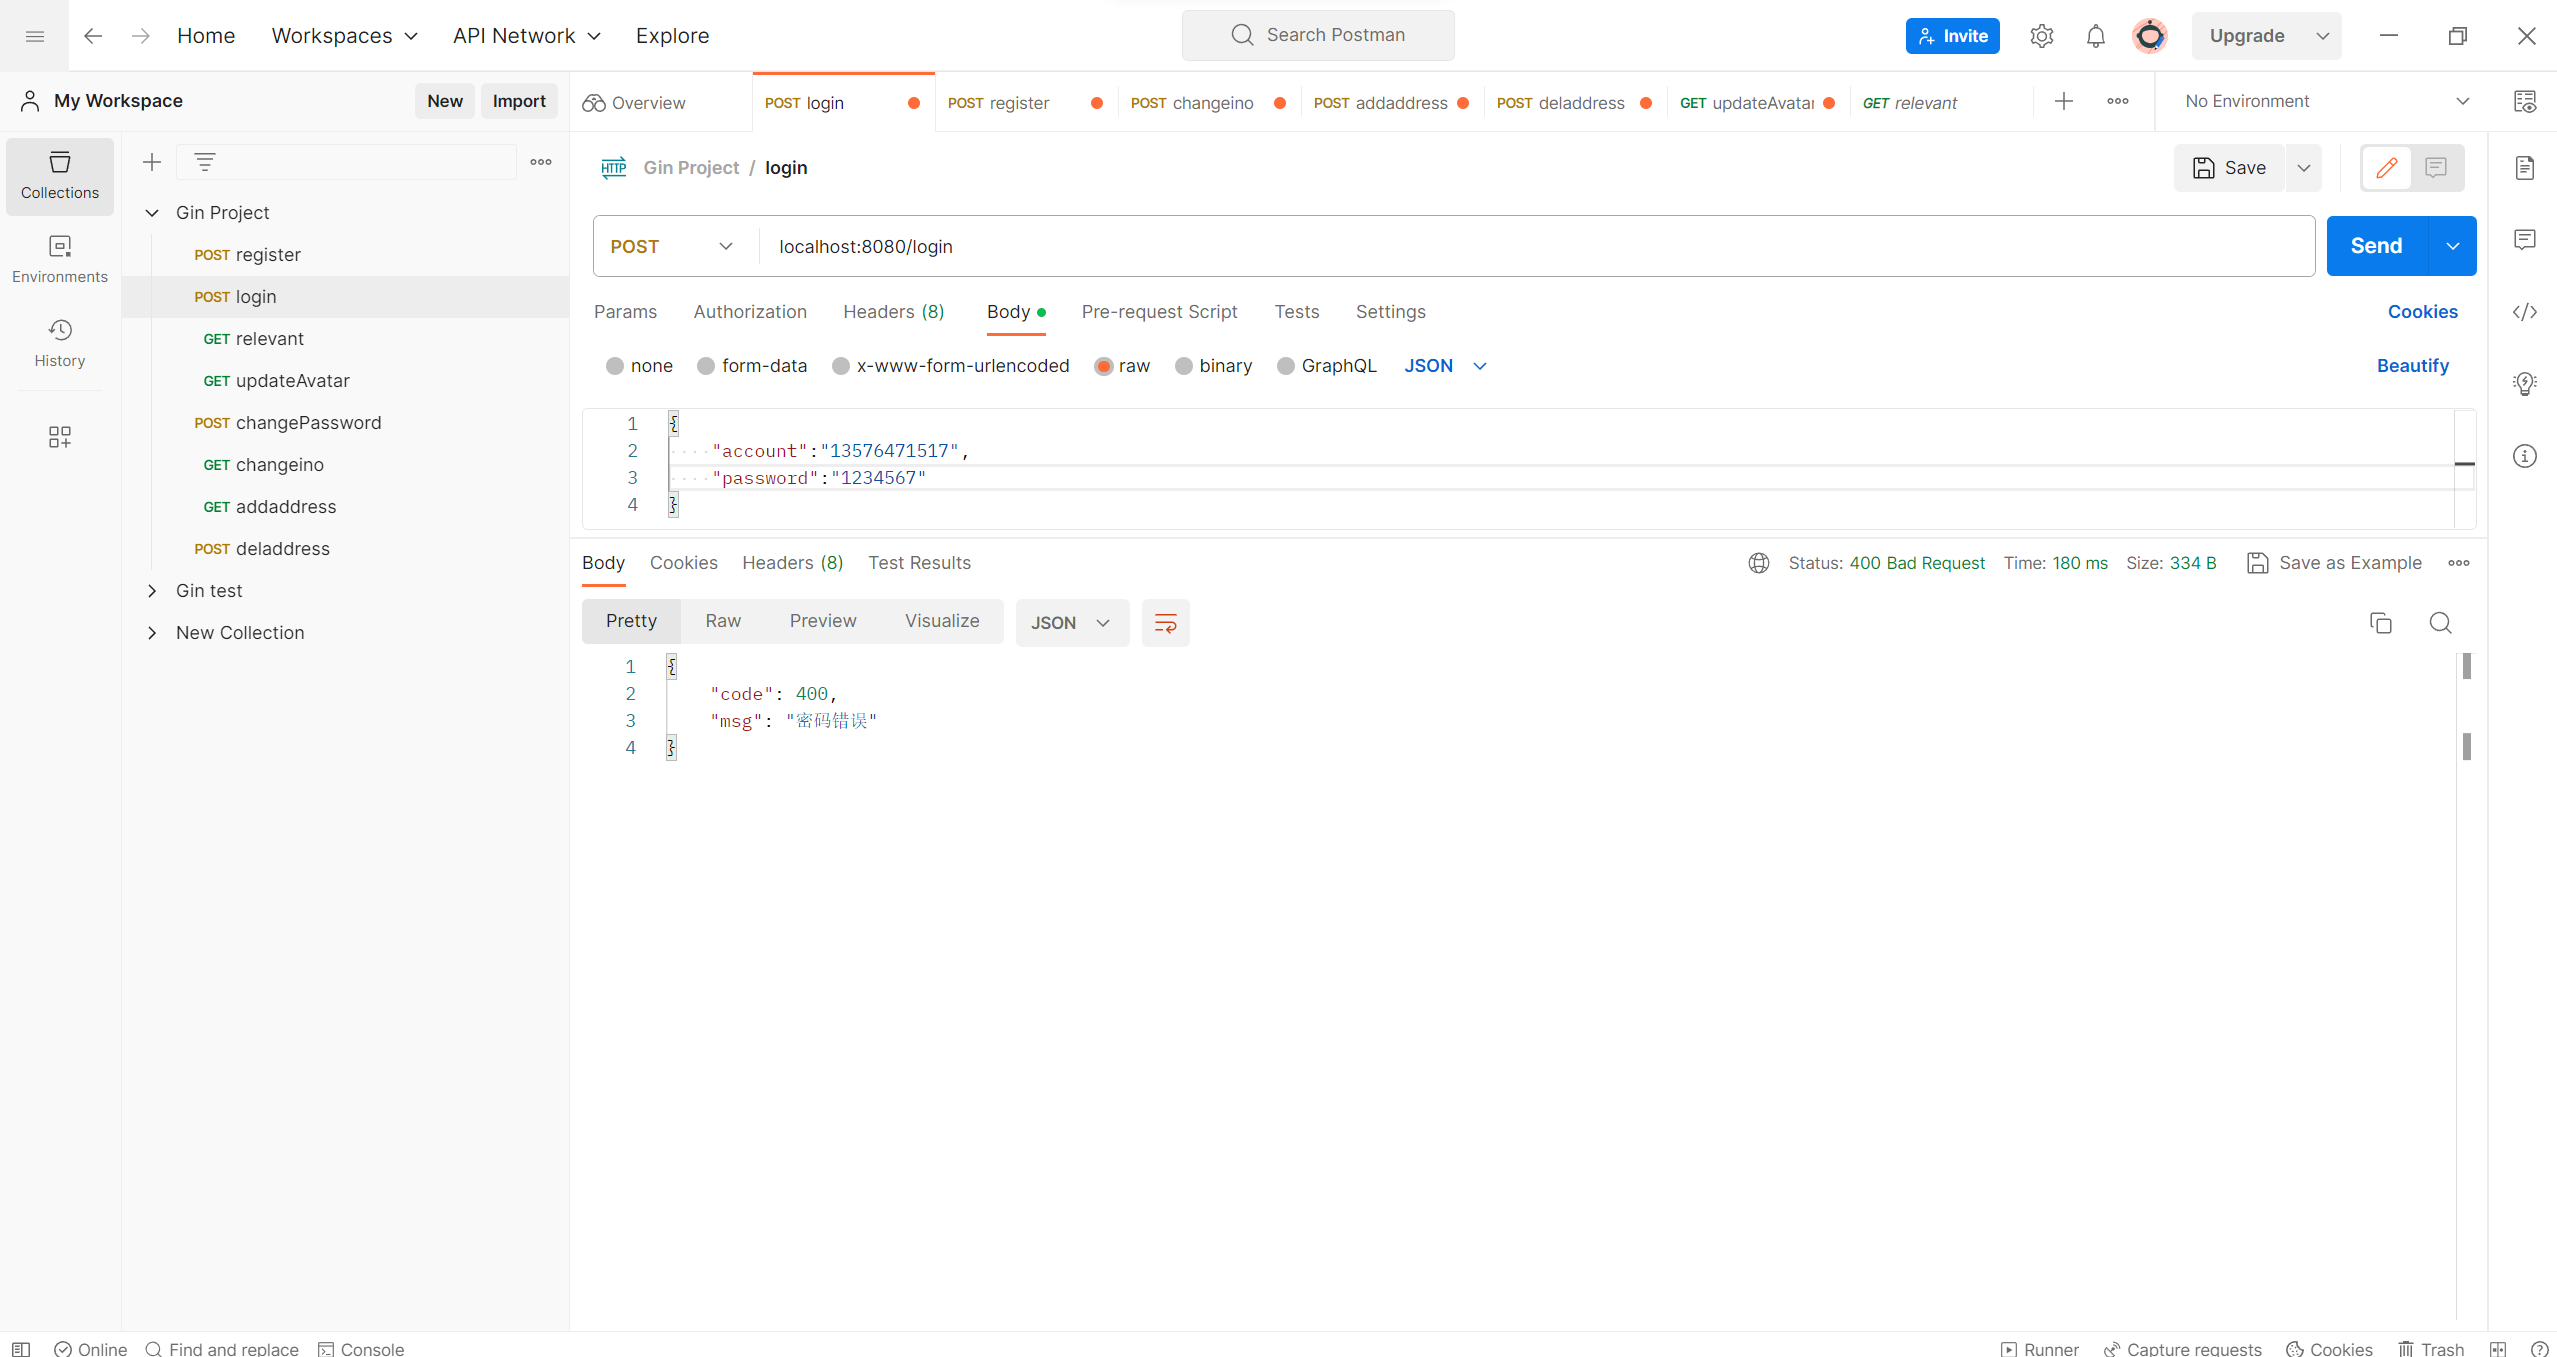 Home Workspaces API Network Explore Search Postman Invite Upgrade
My Workspace New Import Overview POST login POST register POST changeino POST addaddress POST deladdress GET updateAvatar GET relevant No Environment
Collections
Environments
History
Gin Project
POST register
POST login
GET relevant
GET updateAvatar
POST changePassword
GET changeino
GET addaddress
POST deladdress
Gin test
New Collection
HTTP Gin Project / login Save
POST localhost:8080/login Send
Params Authorization Headers (8) Body Pre-request Script Tests Settings Cookies
none form-data x-www-form-urlencoded raw binary GraphQL JSON Beautify
1 {
2 "account":"13576471517",
3 "password":"1234567"
4 }
Body Cookies Headers (8) Test Results Status: 400 Bad Request Time: 180 ms Size: 334 B Save as Example
Pretty Raw Preview Visualize JSON
1 {
2 "code": 400,
3 "msg": "密码错误"
4 }
Online Find and replace Console Runner Capture requests Cookies Trash